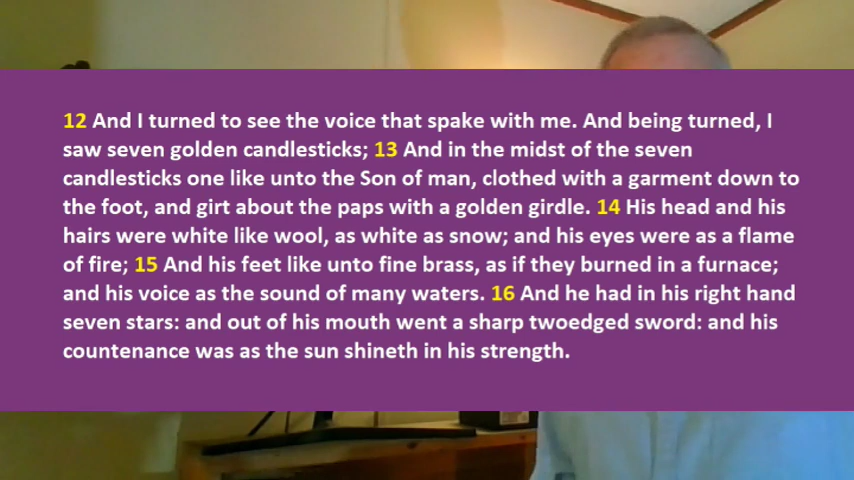 12 And I turned to see the voice that spake with me. And being turned, I
saw seven golden candlesticks; 13 And in the midst of the seven
candlesticks one like unto the Son of man, clothed with a garment down to
the foot, and girt about the paps with a golden girdle. 14 His head and his
hairs were white like wool, as white as snow; and his eyes were as a flame
of fire; 15 And his feet like unto fine brass, as if they burned in a furnace;
and his voice as the sound of many waters. 16 And he had in his right hand
seven stars: and out of his mouth went a sharp twoedged sword: and his
countenance was as the sun shineth in his strength.